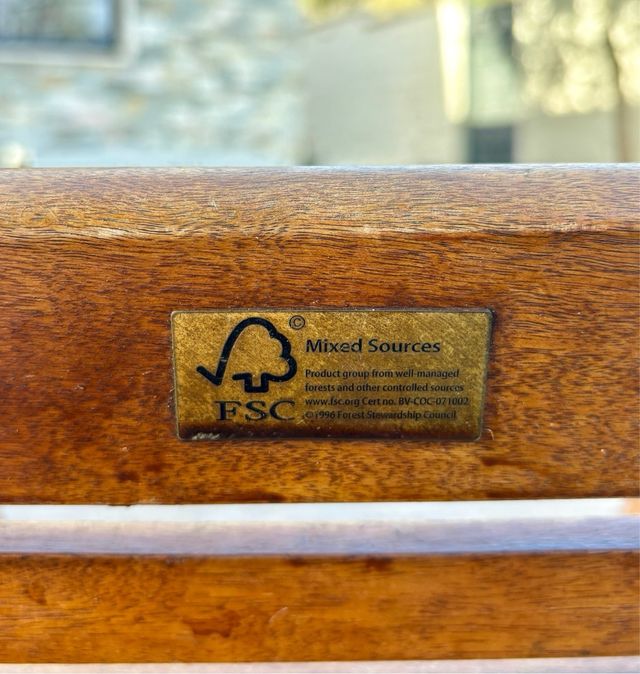 ©
Mixed Sources
Product group from well-managed
forests and other controlled sources
www.fsc.org Cert no. BV-COC-071002
©1996 Forest Stewardship Council
FSC